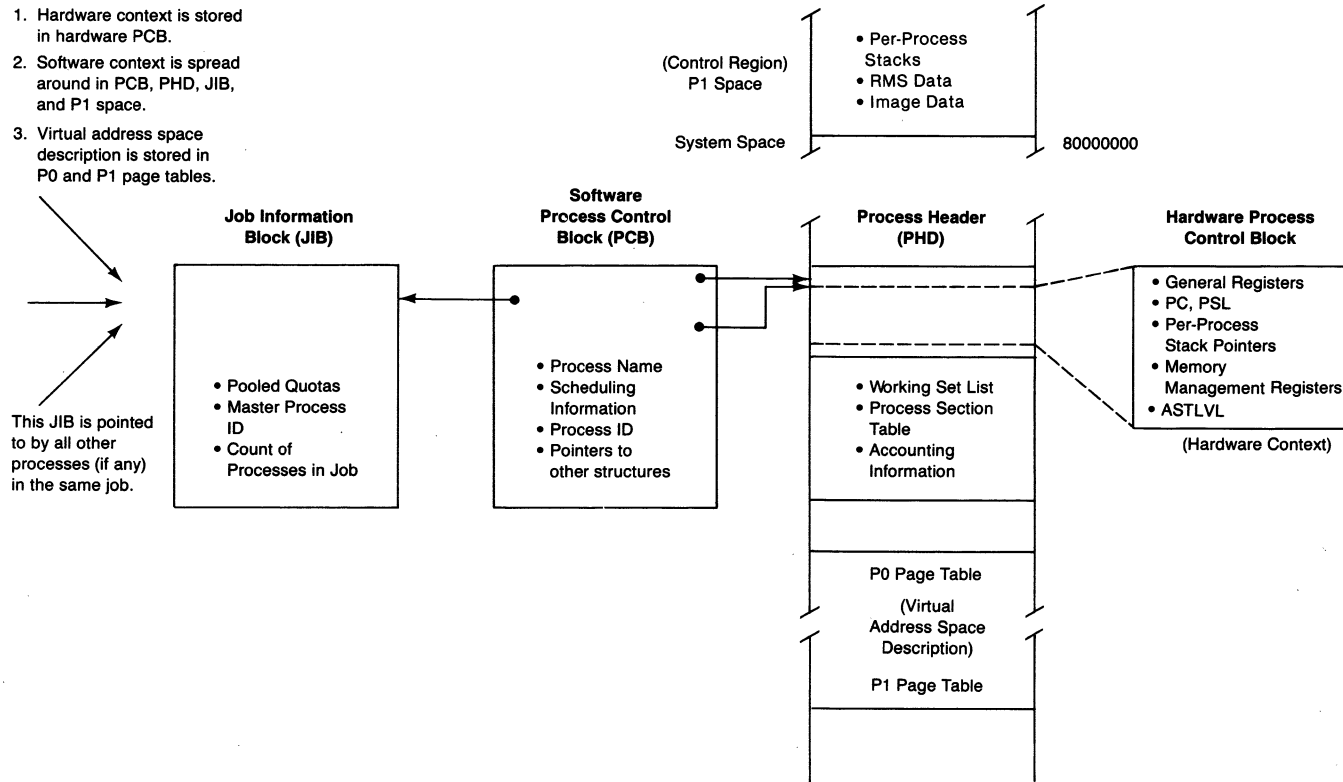 1. Hardware context is stored
in hardware PCB.
2. Software context is spread
around in PCB, PHD, JIB,
and P1 space.
3. Virtual address space
description is stored in
P0 and P1 page tables.
(Control Region)
P1 Space
• Per-Process
Stacks
• RMS Data
• Image Data
System Space
80000000
Job Information
Block (JIB)
Software
Process Control
Block (PCB)
Process Header
(PHD)
Hardware Process
Control Block
• Pooled Quotas
• Master Process
ID
• Count of
Processes in Job
• Process Name
• Scheduling
Information
• Process ID
• Pointers to
other structures
• Working Set List
• Process Section
Table
• Accounting
Information
• General Registers
• PC, PSL
• Per-Process
Stack Pointers
• Memory
Management Registers
• ASTLVL
(Hardware Context)
This JIB is pointed
to by all other
processes (if any)
in the same job.
P0 Page Table
(Virtual
Address Space
Description)
P1 Page Table